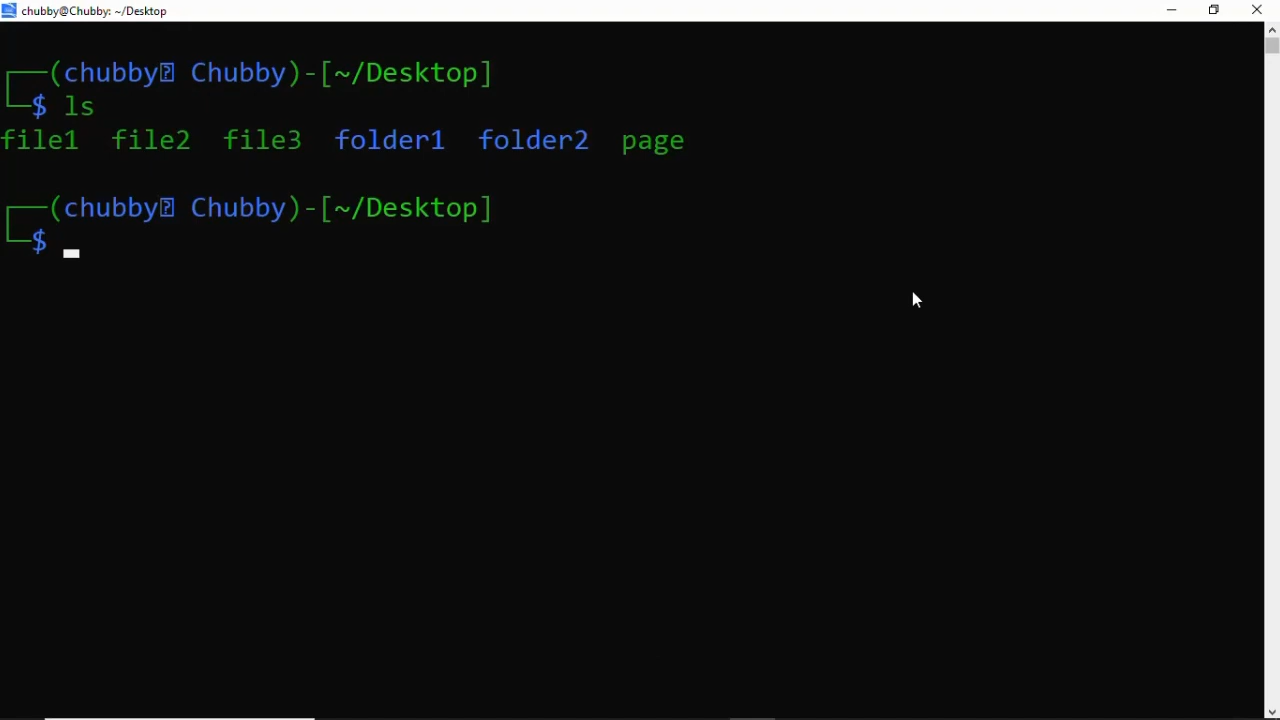 chubby@Chubby: ~/Desktop
(chubby Chubby)-[~/Desktop]
$ ls
file1 file2 file3 folder1 folder2 page
(chubby Chubby)-[~/Desktop]
$